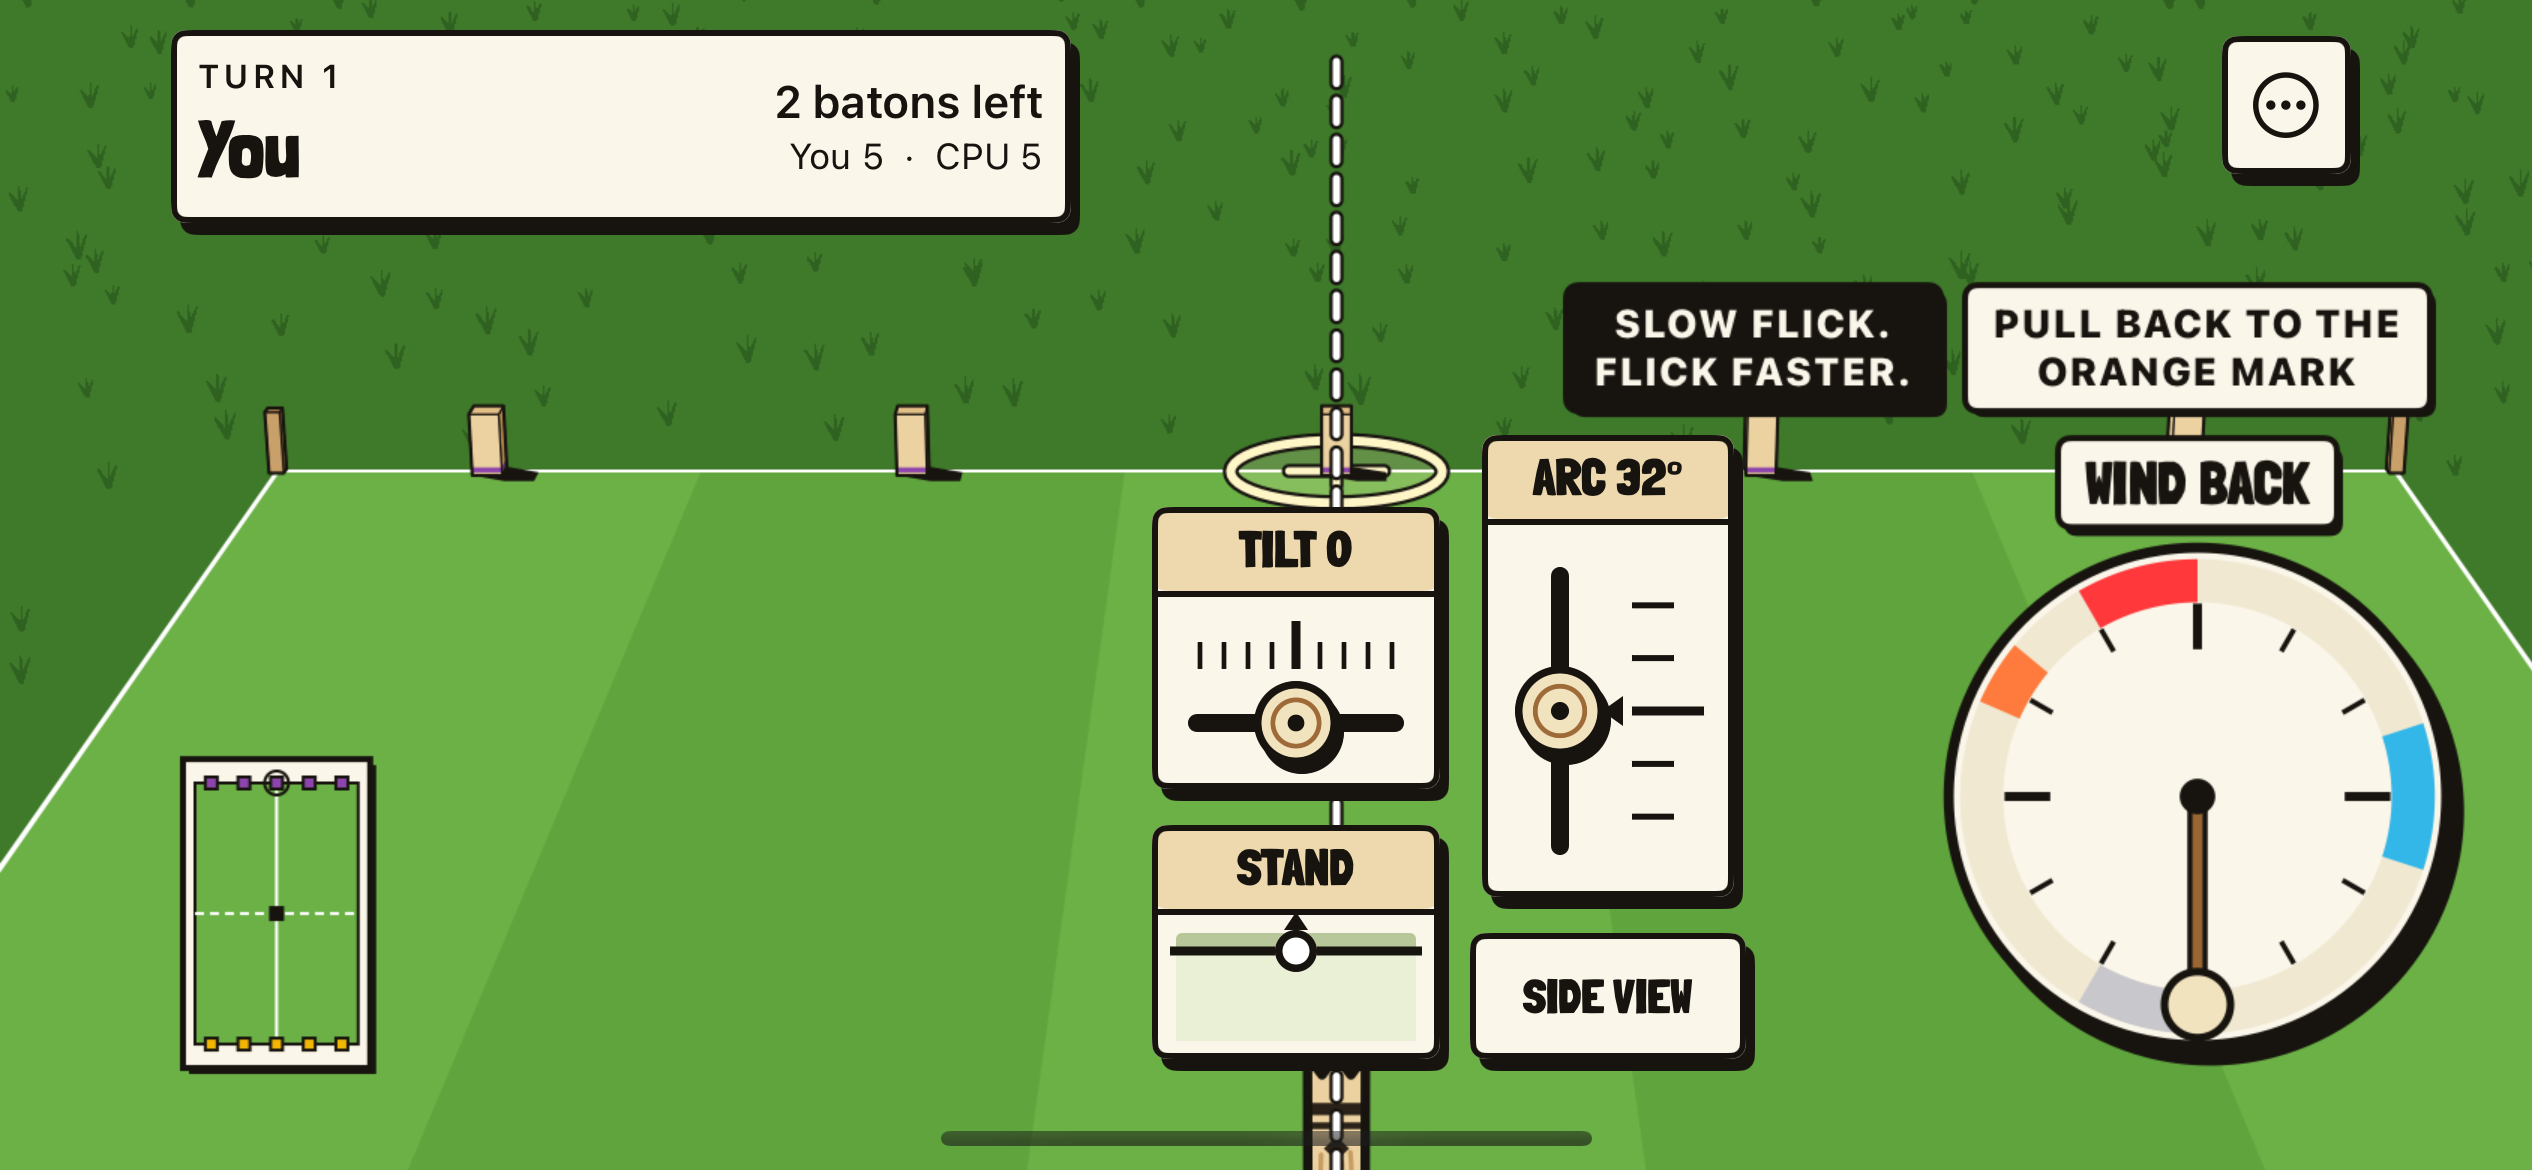 TURN 1
You
2 batons left
You 5 · CPU 5
SLOW FLICK.
FLICK FASTER.
PULL BACK TO THE
ORANGE MARK
ARC 32°
WIND BACK
TILT 0
STAND
SIDE VIEW